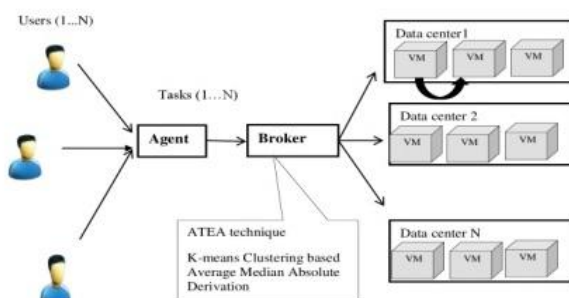 Users (1...N)
Tasks (1…N)
Agent
Broker
ATEA technique
K-means Clustering based
Average Median Absolute
Derivation
Data center1
VM VM VM
Data center 2
VM VM VM
Data center N
VM VM VM